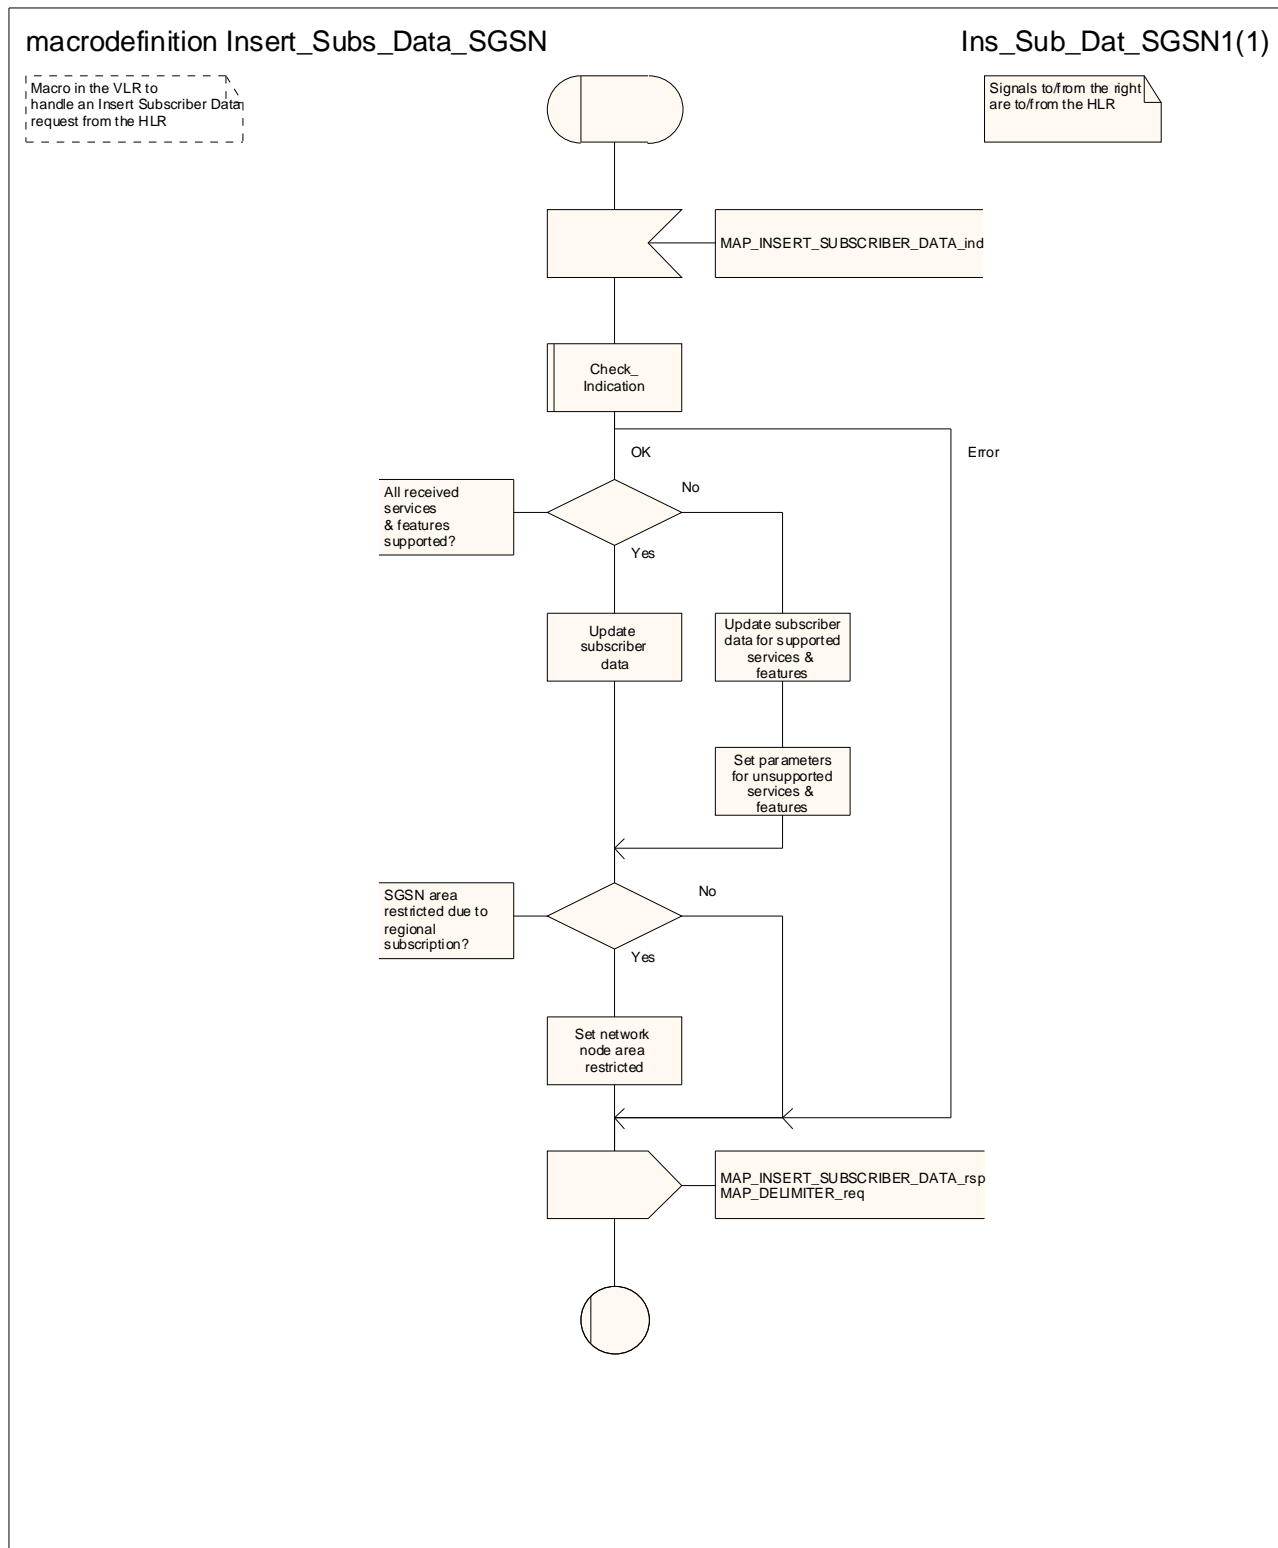 macrodefinition Insert_Subs_Data_SGSN
Ins_Sub_Dat_SGSN1(1)
Macro in the VLR to
handle an Insert Subscriber Data
request from the HLR
Signals to/from the right
are to/from the HLR
MAP_INSERT_SUBSCRIBER_DATA_ind
Check_
Indication
OK
Error
All received
services
& features
supported?
No
Yes
Update
subscriber
data
Update subscriber
data for supported
services &
features
Set parameters
for unsupported
services &
features
SGSN area
restricted due to
regional
subscription?
No
Yes
Set network
node area
restricted
MAP_INSERT_SUBSCRIBER_DATA_rsp
MAP_DELIMITER_req